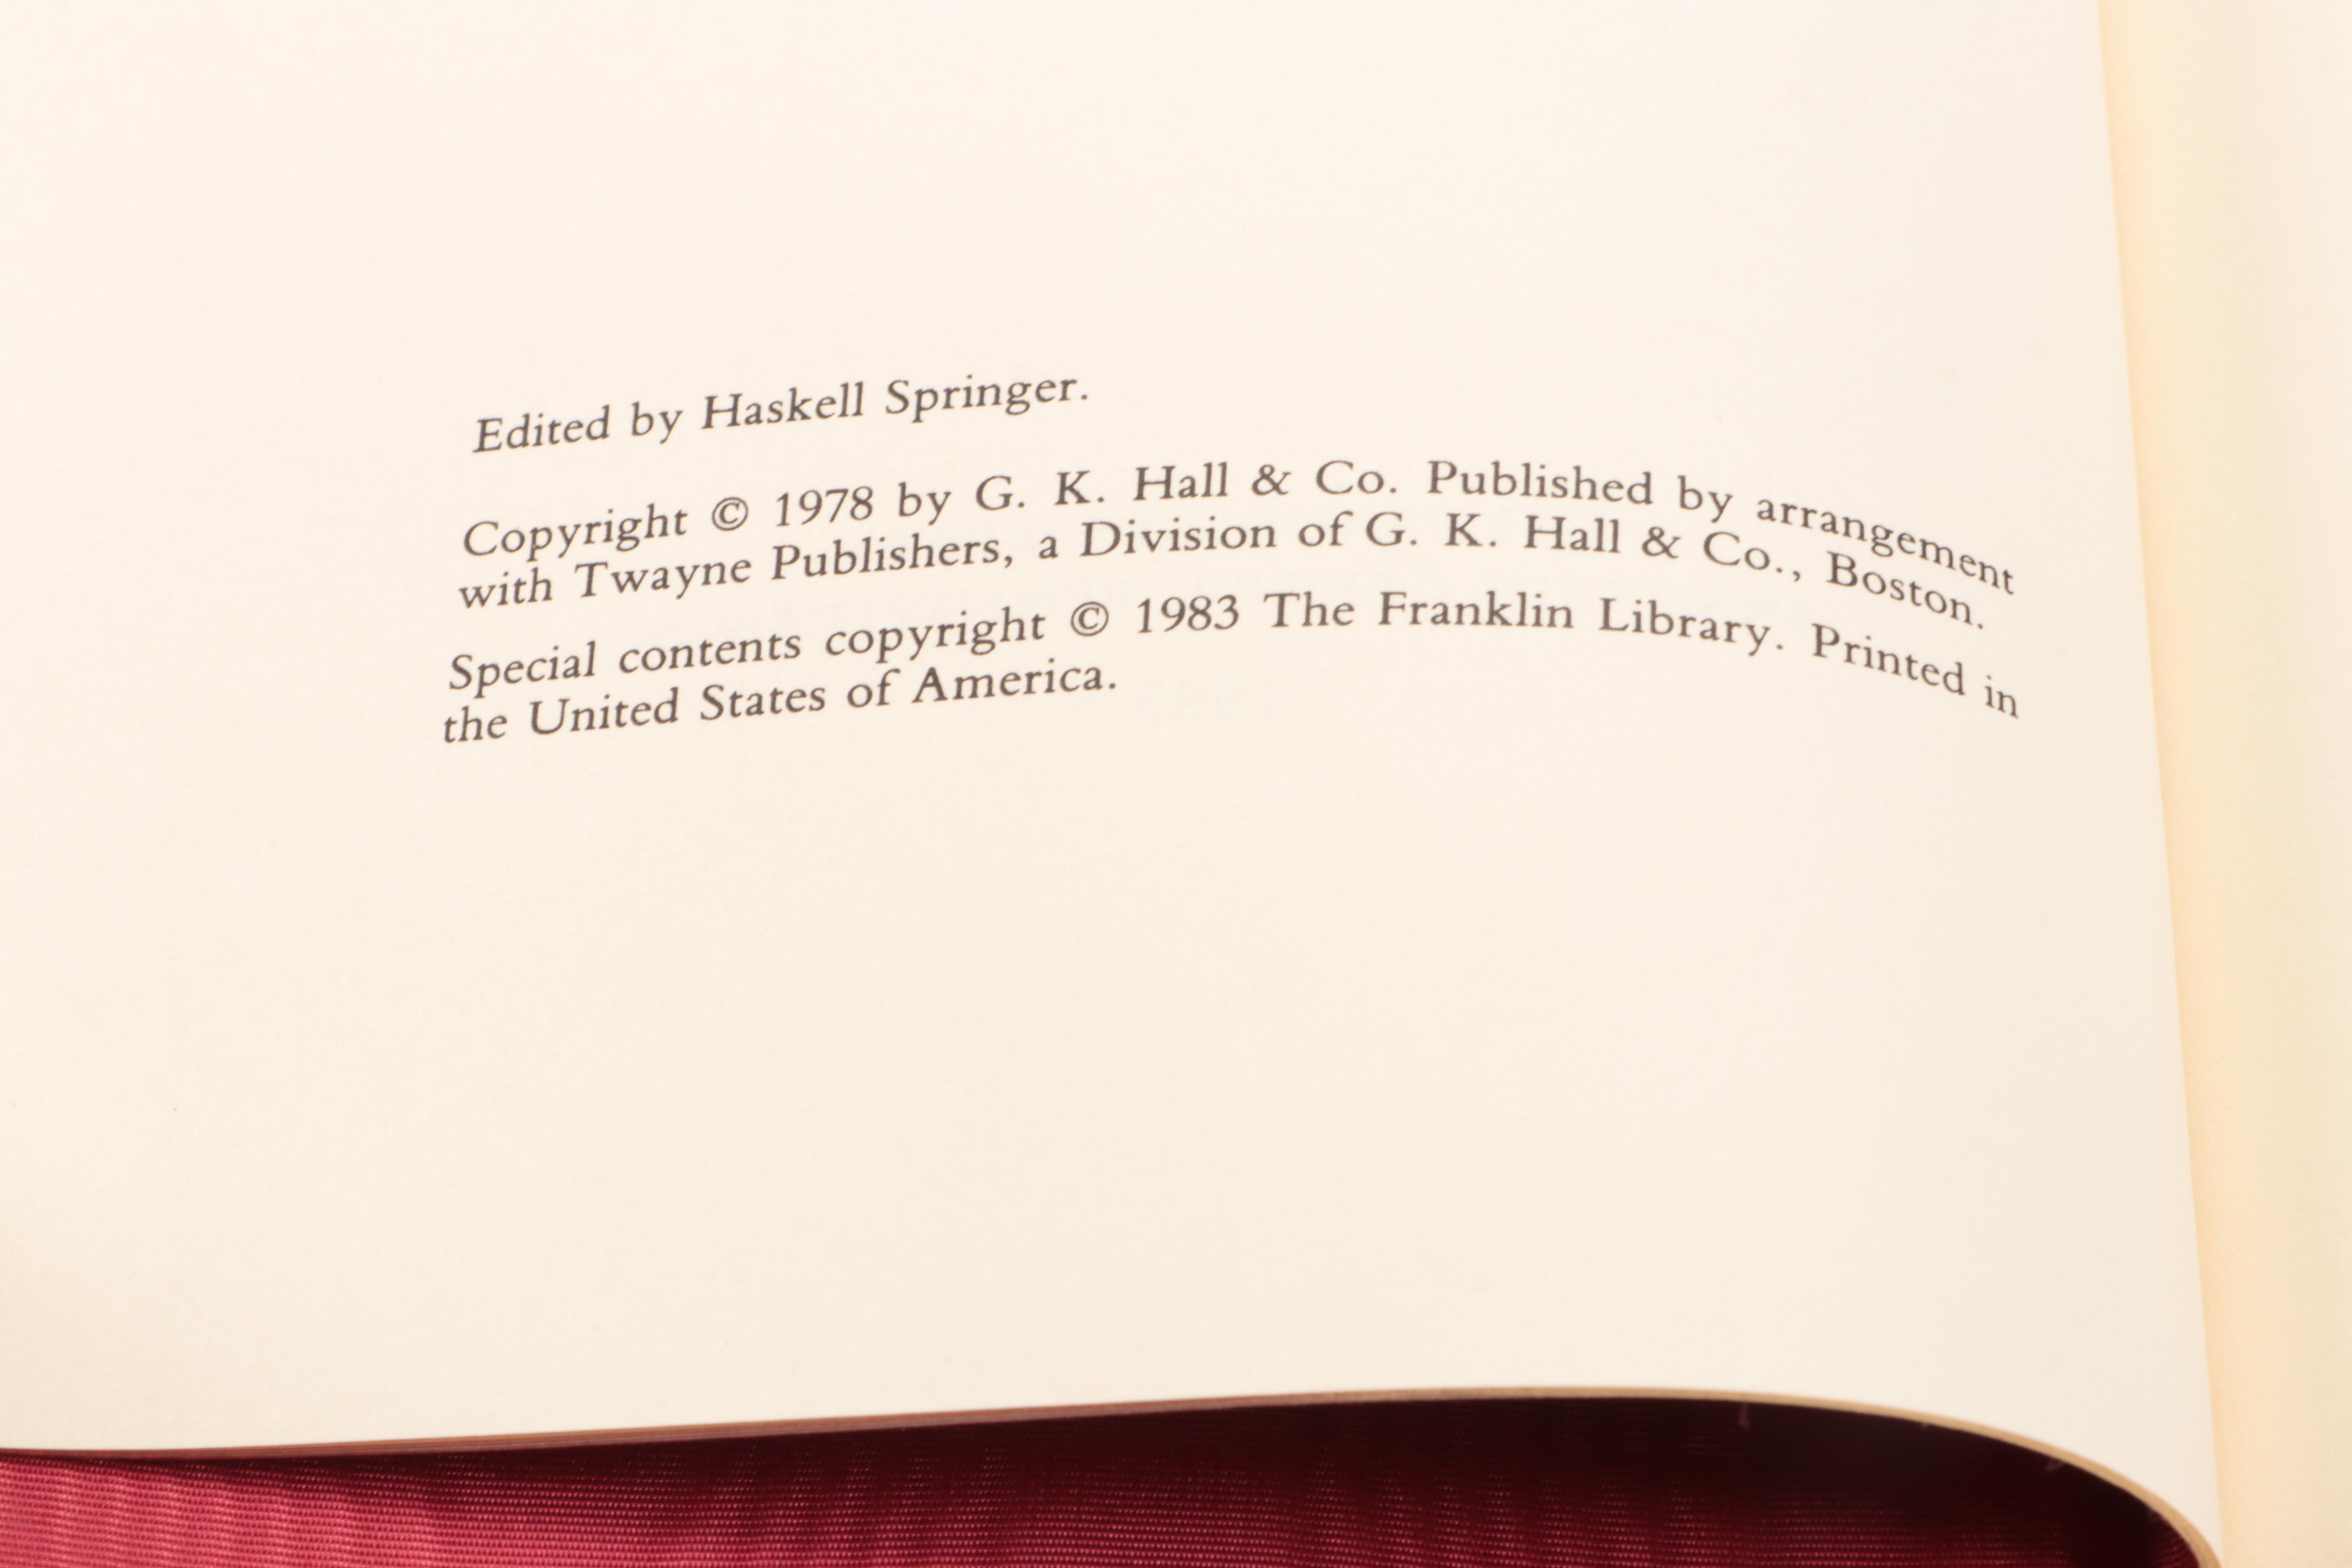 Edited by Haskell Springer.
Copyright © 1978 by G. K. Hall & Co. Published by arrangement
with Twayne Publishers, a Division of G. K. Hall & Co., Boston.
Special contents copyright © 1983 The Franklin Library. Printed in
the United States of America.